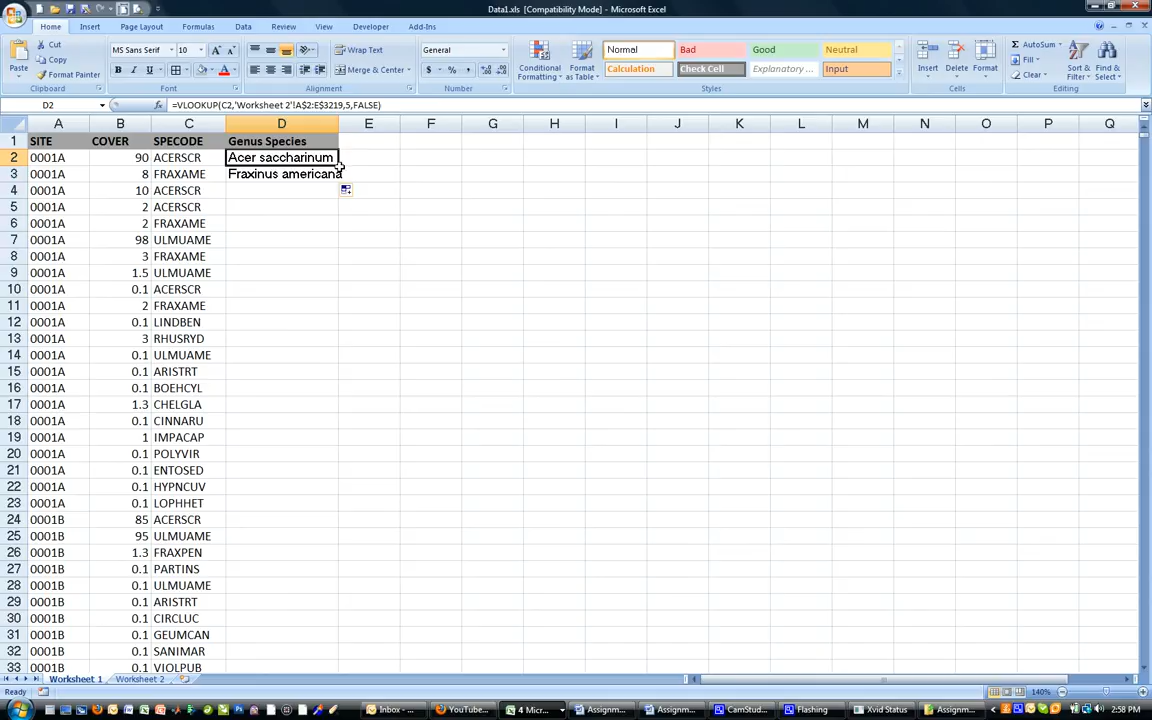 Data1.xls [Compatibility Mode] - Microsoft Excel
Home Insert Page Layout Formulas Data Review View Developer Add-Ins
Paste Cut Copy Format Painter
Clipboard
MS Sans Serif 10
B I U
Font
Wrap Text
Merge & Center
Alignment
General
$ % ,
Number
Conditional Formatting Format as Table
Normal Bad Good Neutral
Calculation Check Cell Explanatory ... Input
Styles
Insert Delete Format
Cells
Σ AutoSum Fill Clear
Sort & Filter Find & Select
Editing
D2 fx =VLOOKUP(C2,'Worksheet 2'!A$2:E$3219,5,FALSE)
A B C D E F G H I J K L M N O P Q
1 SITE COVER SPECODE Genus Species
2 0001A 90 ACERSCR Acer saccharinum
3 0001A 8 FRAXAME Fraxinus americana
4 0001A 10 ACERSCR
5 0001A 2 ACERSCR
6 0001A 2 FRAXAME
7 0001A 98 ULMUAME
8 0001A 3 FRAXAME
9 0001A 1.5 ULMUAME
10 0001A 0.1 ACERSCR
11 0001A 2 FRAXAME
12 0001A 0.1 LINDBEN
13 0001A 3 RHUSRYD
14 0001A 0.1 ULMUAME
15 0001A 0.1 ARISTRT
16 0001A 0.1 BOEHCYL
17 0001A 1.3 CHELGLA
18 0001A 0.1 CINNARU
19 0001A 1 IMPACAP
20 0001A 0.1 POLYVIR
21 0001A 0.1 ENTOSED
22 0001A 0.1 HYPNCUV
23 0001A 0.1 LOPHHET
24 0001B 85 ACERSCR
25 0001B 95 ULMUAME
26 0001B 1.3 FRAXPEN
27 0001B 0.1 PARTINS
28 0001B 0.1 ULMUAME
29 0001B 0.1 ARISTRT
30 0001B 0.1 CIRCLUC
31 0001B 0.1 GEUMCAN
32 0001B 0.1 SANIMAR
33 0001B 0.1 VIOLPUB
Worksheet 1 Worksheet 2
Ready 140%
Inbox - ... YouTube... 4 Micr... Assignm... Assignm... CamStud... Flashing Xvid Status Assignm... 2:58 PM